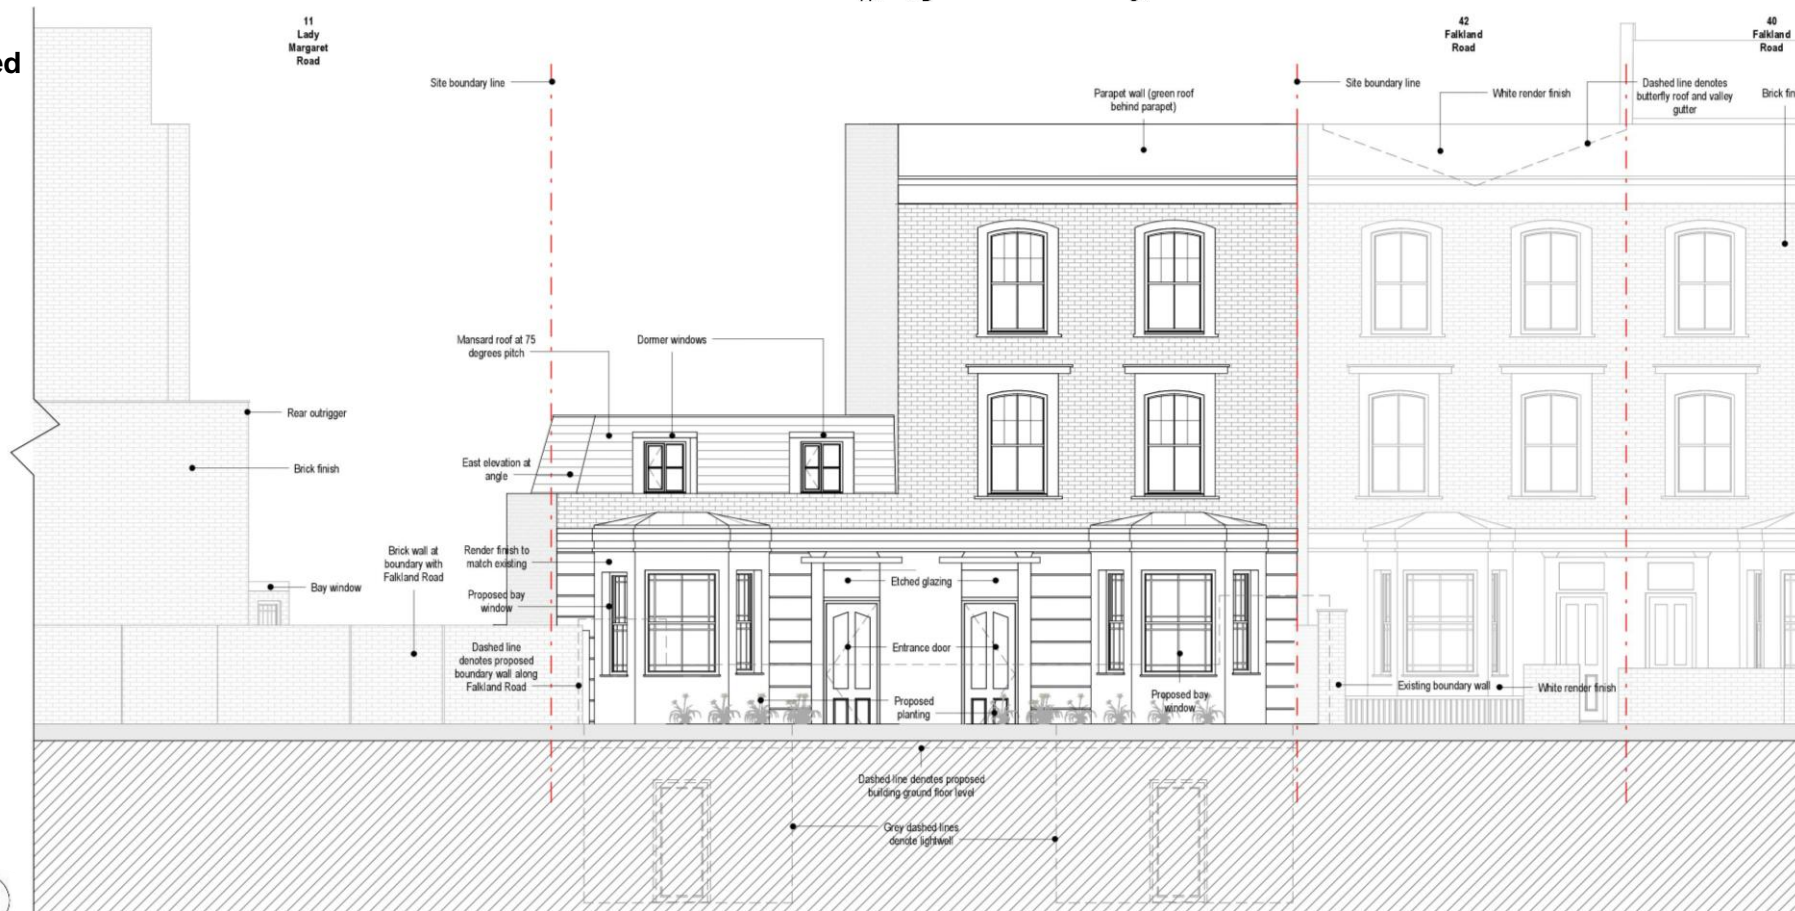 11
Lady
Margaret
Road
42
Falkland
Road
40
Falkland
Road
ed
Site boundary line
Site boundary line
Parapet wall (green roof
behind parapet)
White render finish
Dashed line denotes
butterfly roof and valley
gutter
Brick fin
Mansard roof at 75
degrees pitch
Dormer windows
Rear outrigger
Brick finish
East elevation at
angle
Brick wall at
boundary with
Falkland Road
Render finish to
match existing
Bay window
Proposed bay
window
Etched glazing
Dashed line
denotes proposed
boundary wall along
Falkland Road
Entrance door
Proposed
planting
Proposed bay
window
Existing boundary wall
White render finish
Dashed line denotes proposed
building ground floor level
Grey dashed lines
denote lightwell